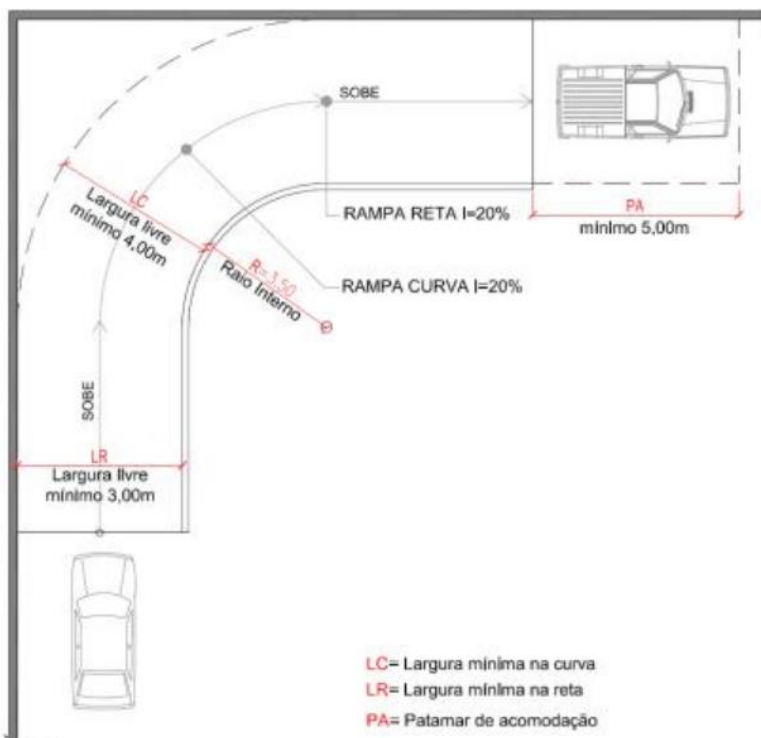 SOBE
LC
Largura livre
mínimo 4,00m
RAMPA RETA I=20%
PA
mínimo 5,00m
R=3,50
Raio Interno
RAMPA CURVA I=20%
SOBE
LR
Largura livre
mínimo 3,00m
LC= Largura mínima na curva
LR= Largura mínima na reta
PA= Patamar de acomodação